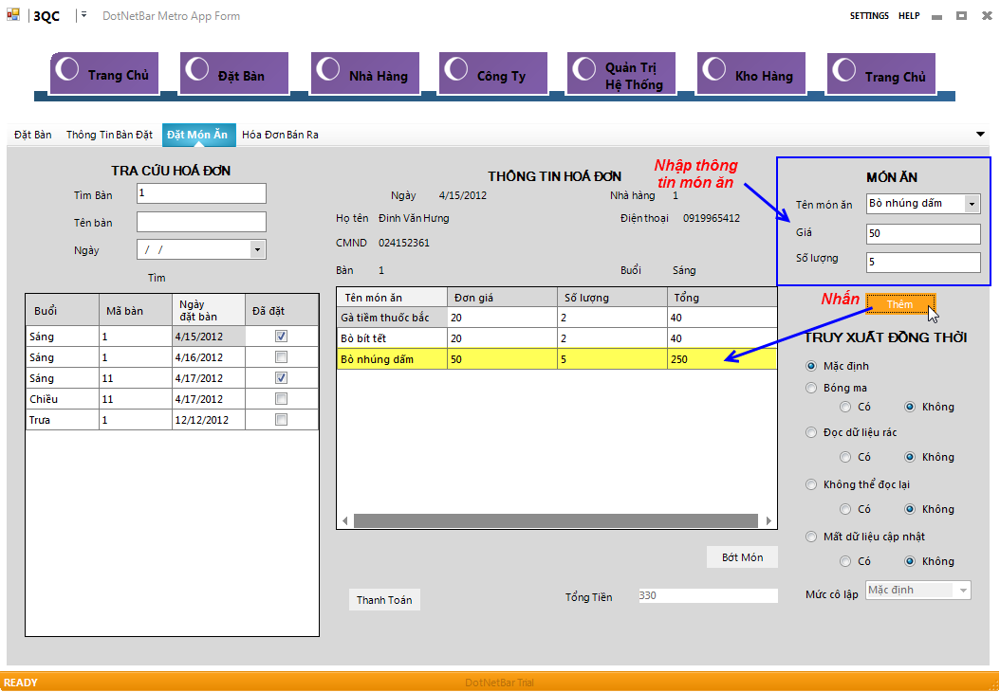 3QC
DotNetBar Metro App Form
SETTINGS HELP
Trang Chủ
Đặt Bàn
Nhà Hàng
Công Ty
Quản Trị
Hệ Thống
Kho Hàng
Trang Chủ
Đặt Bàn Thông Tin Bàn Đặt Đặt Món Ăn Hóa Đơn Bán Ra
TRA CỨU HOÁ ĐƠN
Tìm Bàn 1
Tên bàn
Ngày / /
Tìm
Buổi Mã bàn Ngày đặt bàn Đã đặt
Sáng 1 4/15/2012
Sáng 1 4/16/2012
Sáng 11 4/17/2012
Chiều 11 4/17/2012
Trưa 1 12/12/2012
THÔNG TIN HOÁ ĐƠN
Ngày 4/15/2012 Nhà hàng 1
Họ tên Đinh Văn Hưng Điện thoại 0919965412
CMND 024152361
Bàn 1 Buổi Sáng
Tên món ăn Đơn giá Số lượng Tổng
Gà tiềm thuốc bắc 20 2 40
Bò bít tết 20 2 40
Bò nhúng dấm 50 5 250
Bớt Món
Thanh Toán
Tổng Tiền 330
Nhập thông
tin món ăn
MÓN ĂN
Tên món ăn Bò nhúng dấm
Giá 50
Số lượng 5
Nhấn
Thêm
TRUY XUẤT ĐỒNG THỜI
Mặc định
Bóng ma
Có Không
Đọc dữ liệu rác
Có Không
Không thể đọc lại
Có Không
Mất dữ liệu cập nhật
Có Không
Mức cô lập Mặc định
READY
DotNetBar Trial